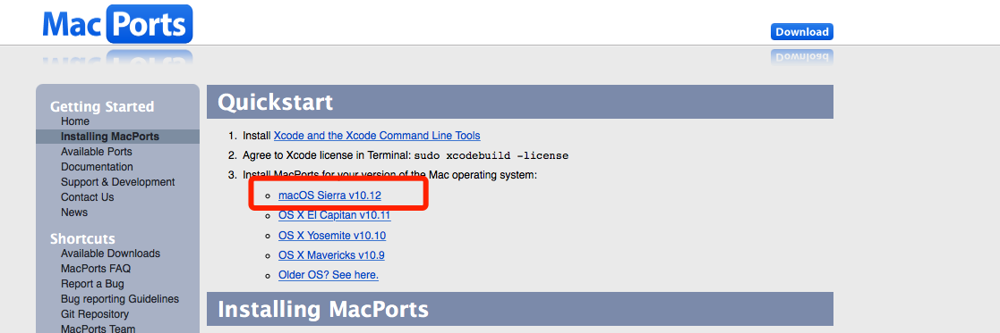 MacPorts
Download
Getting Started
Home
Installing MacPorts
Available Ports
Documentation
Support & Development
Contact Us
News
Shortcuts
Available Downloads
MacPorts FAQ
Report a Bug
Bug reporting Guidelines
Git Repository
MacPorts Team
Quickstart
1. Install Xcode and the Xcode Command Line Tools
2. Agree to Xcode license in Terminal: sudo xcodebuild -license
3. Install MacPorts for your version of the Mac operating system:
macOS Sierra v10.12
OS X El Capitan v10.11
OS X Yosemite v10.10
OS X Mavericks v10.9
Older OS? See here.
Installing MacPorts